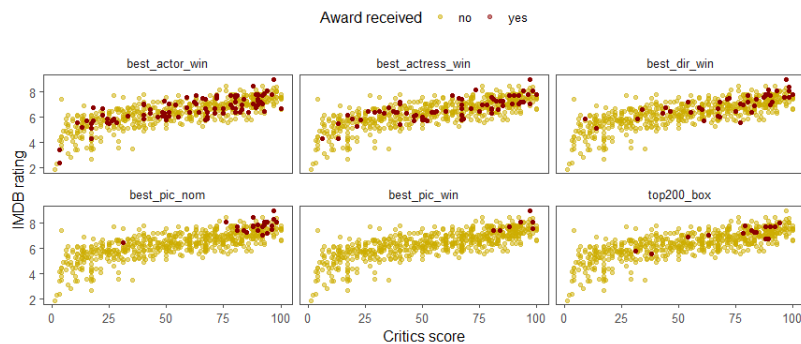 Award received no yes
best_actor_win best_actress_win best_dir_win
8
6
4
2
best_pic_nom best_pic_win top200_box
8
6
4
2
0 25 50 75 100 0 25 50 75 100 0 25 50 75 100
IMDB rating
Critics score